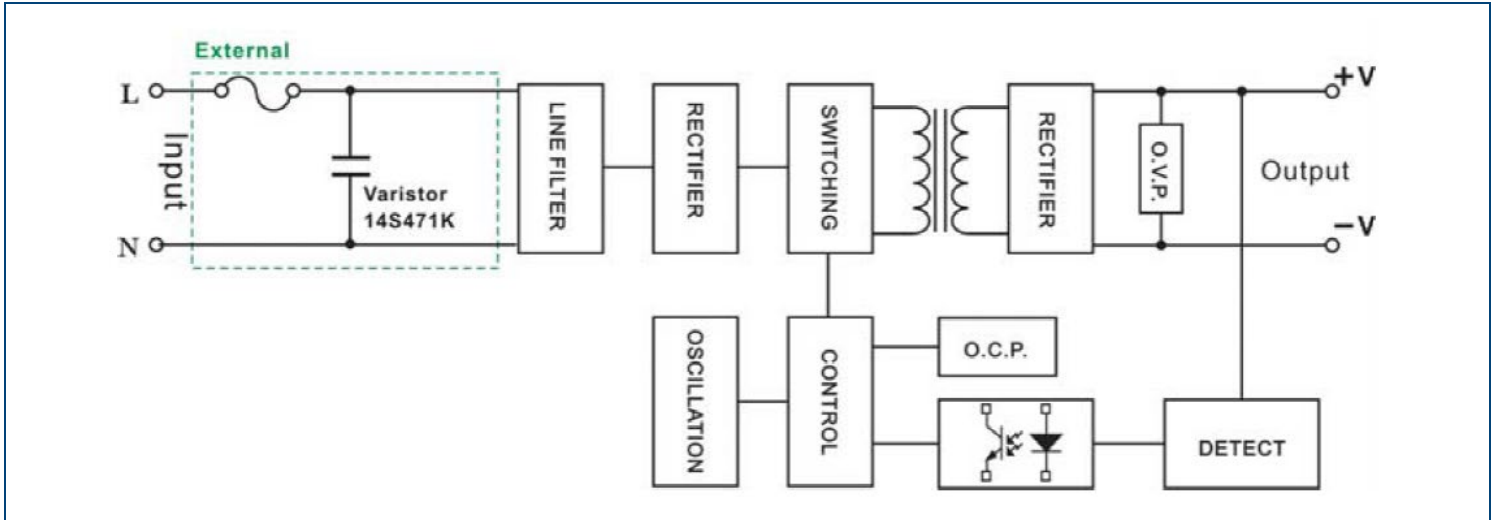 External
L
Input
N
Varistor
14S471K
LINE FILTER
RECTIFIER
SWITCHING
RECTIFIER
O.V.P.
+V
Output
−V
OSCILLATION
CONTROL
O.C.P.
DETECT